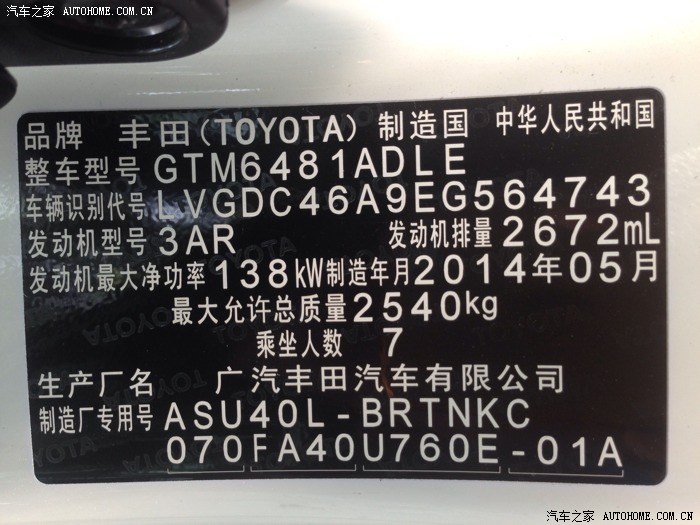 汽车之家 AUTOHOME.COM.CN
品牌 丰田(TOYOTA) 制造国 中华人民共和国
整车型号 GTM6481ADLE
车辆识别代号 LVGDC46A9EG564743
发动机型号 3AR 发动机排量 2672mL
发动机最大净功率 138kW 制造年月 2014年05月
最大允许总质量 2540kg
乘坐人数 7
生产厂名 广汽丰田汽车有限公司
制造厂专用号 ASU40L-BRTNKC
070FA40U760E-01A
汽车之家 AUTOHOME.COM.CN